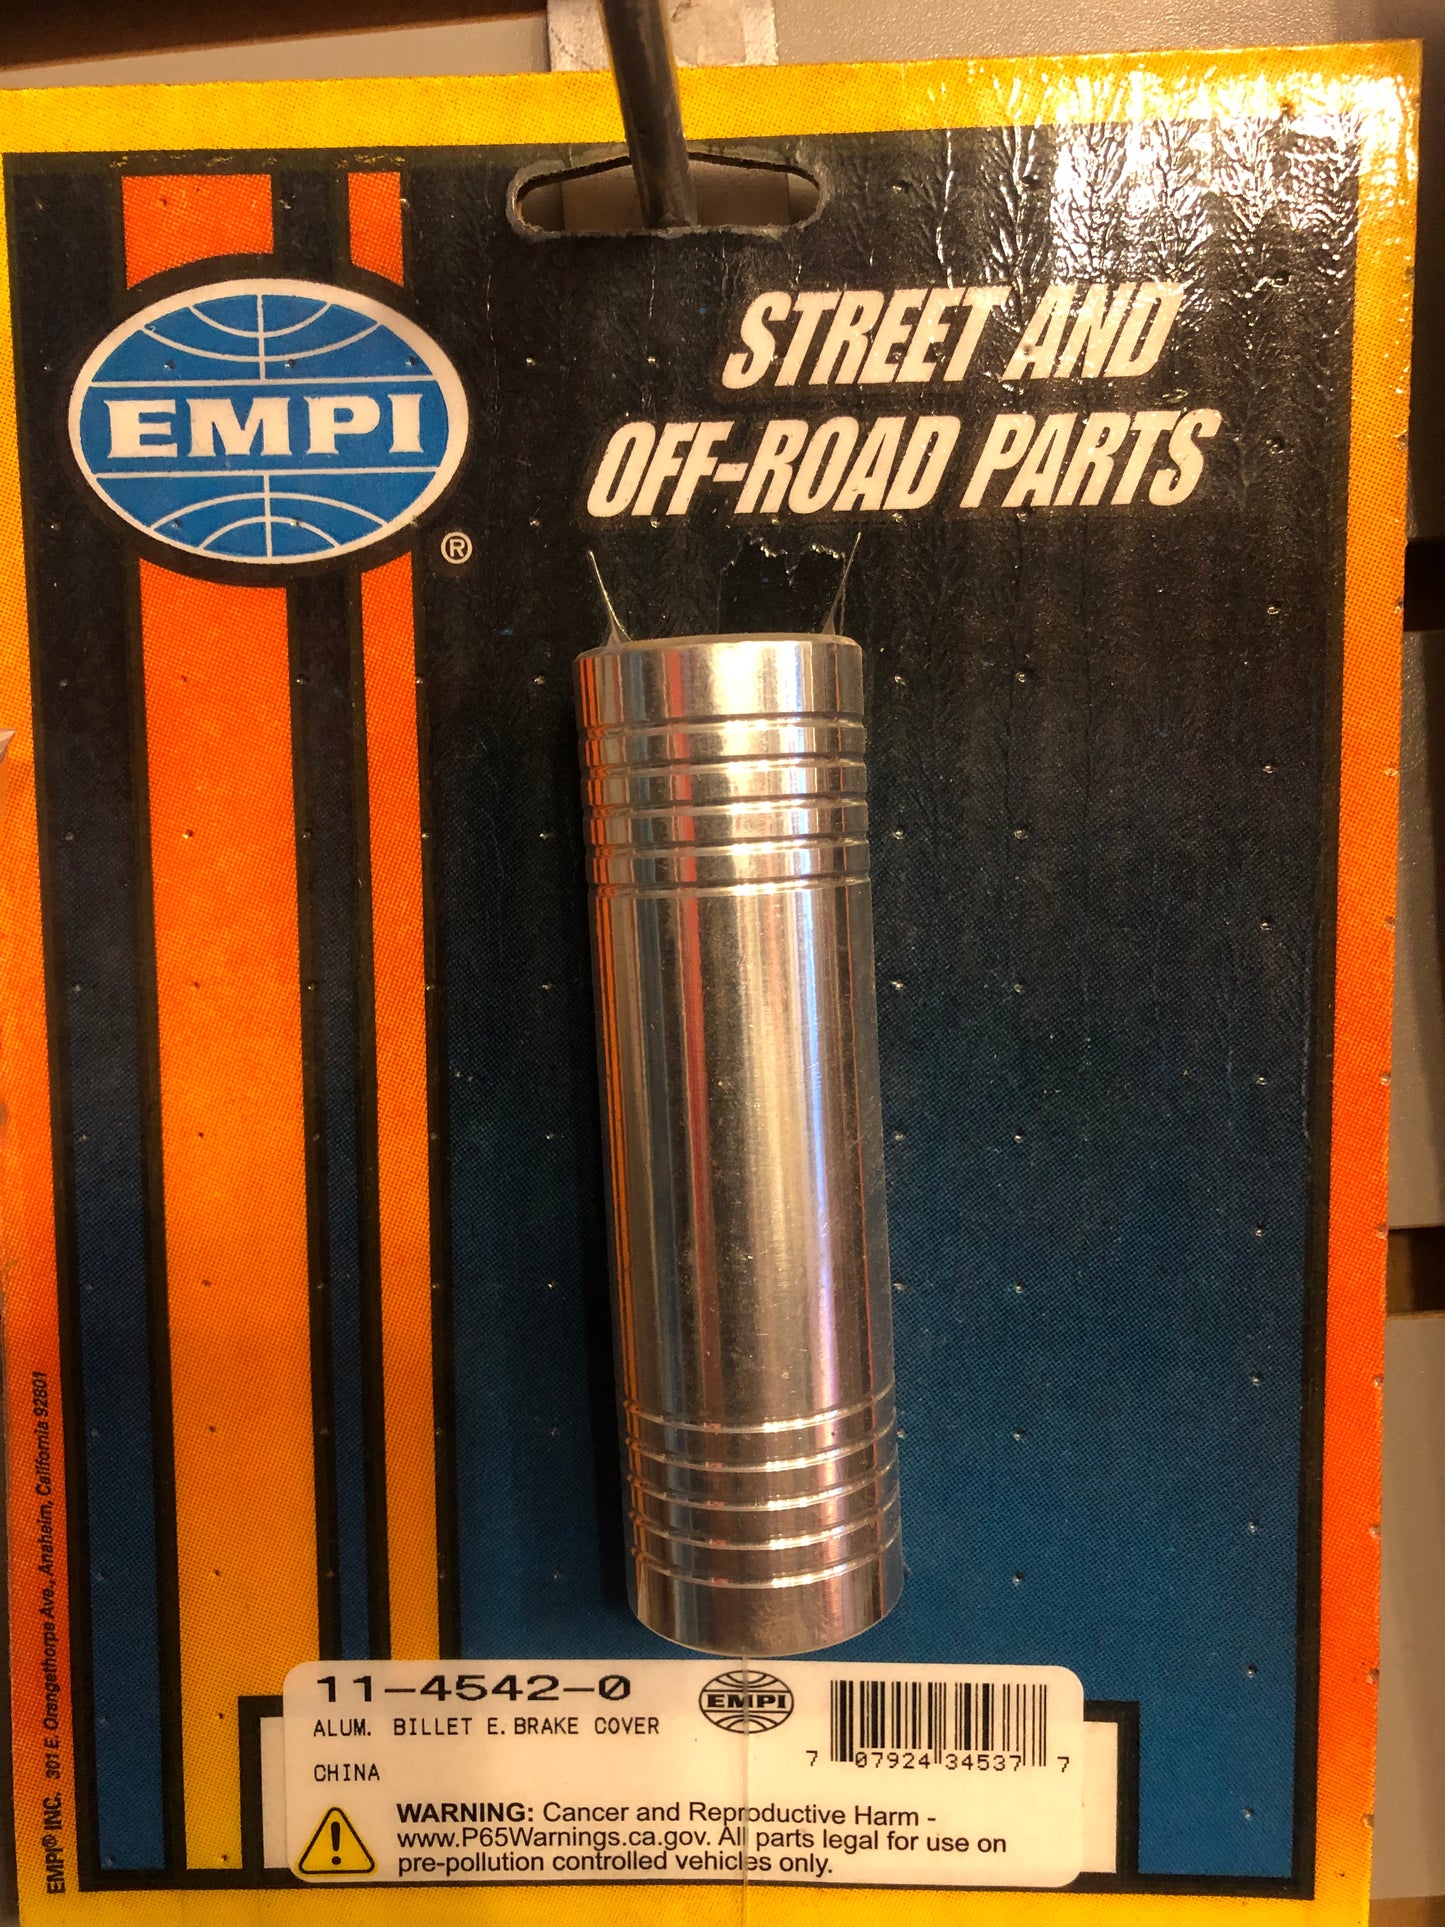 EMPI
®
STREET AND
OFF-ROAD PARTS
11-4542-0
ALUM. BILLET E.BRAKE COVER
CHINA
EMPI
7 07924 34537 7
WARNING: Cancer and Reproductive Harm -
www.P65Warnings.ca.gov. All parts legal for use on
pre-pollution controlled vehicles only.
EMPI® INC. 301 E. Orangethorpe Ave., Anaheim, California 92801